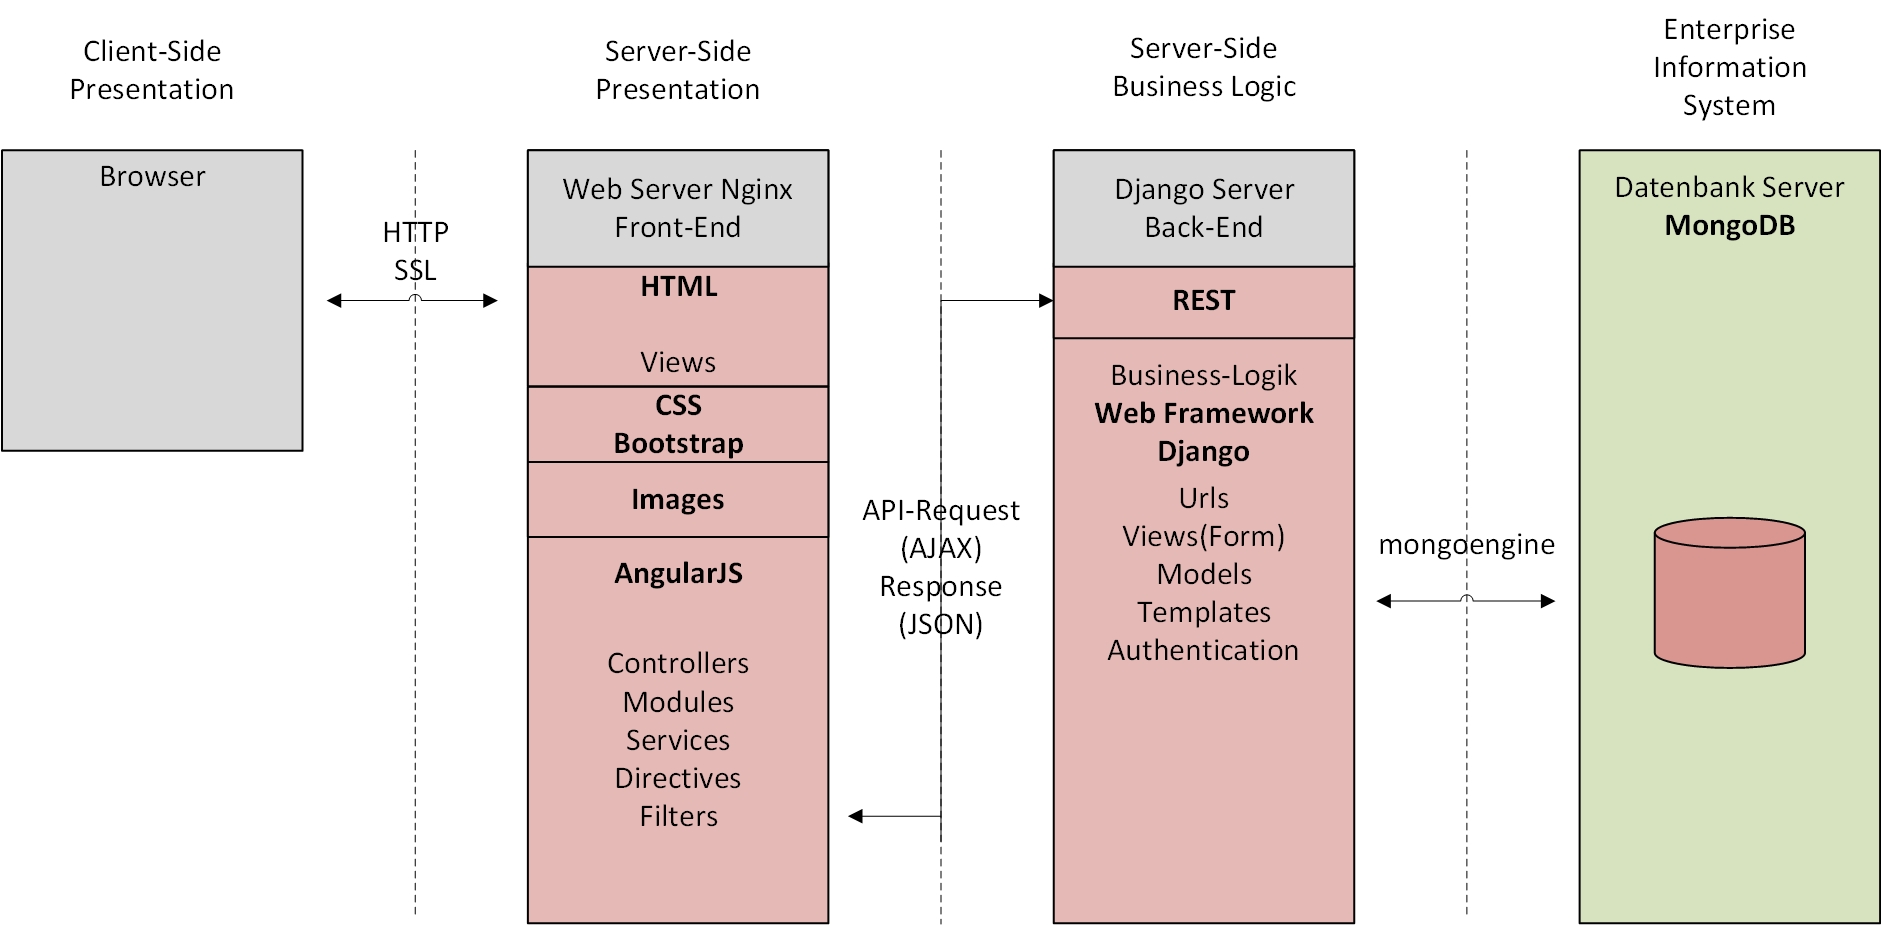 Client-Side
Presentation
Server-Side
Presentation
Server-Side
Business Logic
Enterprise
Information
System
Browser
HTTP
SSL
Web Server Nginx
Front-End
HTML
Views
CSS
Bootstrap
Images
AngularJS
Controllers
Modules
Services
Directives
Filters
API-Request
(AJAX)
Response
(JSON)
Django Server
Back-End
REST
Business-Logik
Web Framework
Django
Urls
Views(Form)
Models
Templates
Authentication
mongoengine
Datenbank Server
MongoDB